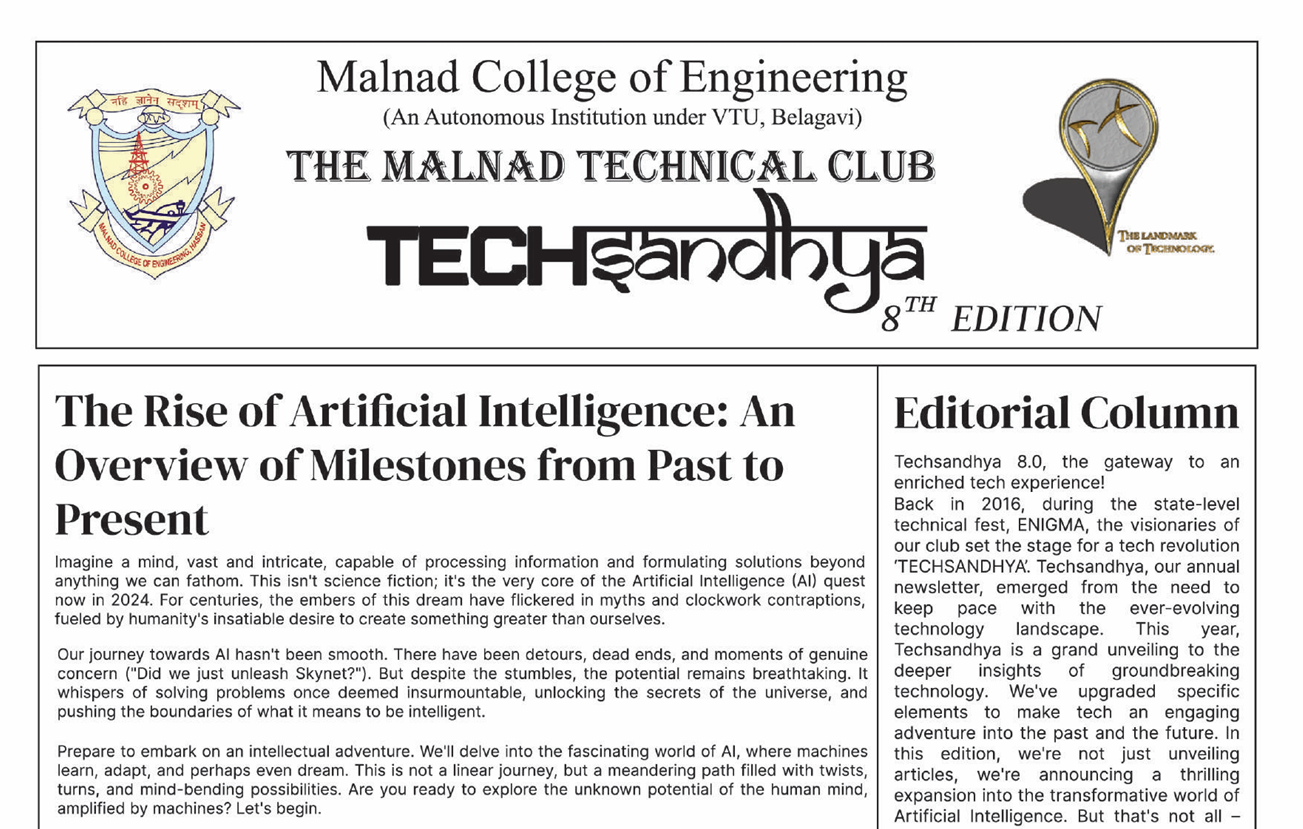 नहि ज्ञानेन सदृशम्
MALNAD COLLEGE OF ENGINEERING, HASSAN
Malnad College of Engineering
(An Autonomous Institution under VTU, Belagavi)
THE MALNAD TECHNICAL CLUB
TECHsandhya
8TH EDITION
THE LANDMARK
OF TECHNOLOGY.
The Rise of Artificial Intelligence: An
Overview of Milestones from Past to
Present
Imagine a mind, vast and intricate, capable of processing information and formulating solutions beyond
anything we can fathom. This isn't science fiction; it's the very core of the Artificial Intelligence (AI) quest
now in 2024. For centuries, the embers of this dream have flickered in myths and clockwork contraptions,
fueled by humanity's insatiable desire to create something greater than ourselves.
Our journey towards AI hasn't been smooth. There have been detours, dead ends, and moments of genuine
concern ("Did we just unleash Skynet?"). But despite the stumbles, the potential remains breathtaking. It
whispers of solving problems once deemed insurmountable, unlocking the secrets of the universe, and
pushing the boundaries of what it means to be intelligent.
Prepare to embark on an intellectual adventure. We'll delve into the fascinating world of AI, where machines
learn, adapt, and perhaps even dream. This is not a linear journey, but a meandering path filled with twists,
turns, and mind-bending possibilities. Are you ready to explore the unknown potential of the human mind,
amplified by machines? Let's begin.
Editorial Column
Techsandhya 8.0, the gateway to an
enriched tech experience!
Back in 2016, during the state-level
technical fest, ENIGMA, the visionaries of
our club set the stage for a tech revolution
'TECHSANDHYA'. Techsandhya, our annual
newsletter, emerged from the need to
keep pace with the ever-evolving
technology landscape. This year,
Techsandhya is a grand unveiling to the
deeper insights of groundbreaking
technology. We've upgraded specific
elements to make tech an engaging
adventure into the past and the future. In
this edition, we're not just unveiling
articles, we're announcing a thrilling
expansion into the transformative world of
Artificial Intelligence. But that's not all –